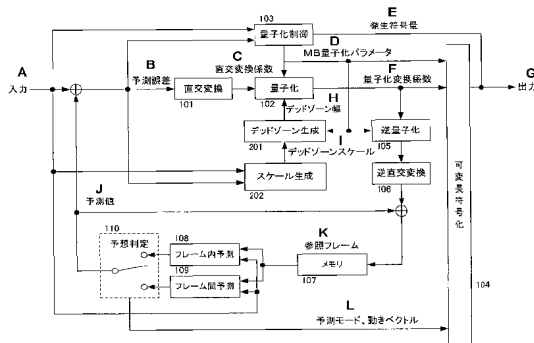 E
103
発生符号量
量子化制御
D
MB量子化パラメータ
C
B
直交変換係数
F
A
予測誤差
量子化変換係数
G
入力
直交変換
量子化
出力
101
102
H
デッドゾーン幅
デッドゾーン生成
I
逆量子化
201
デッドゾーンスケール
105
スケール生成
逆直交変換
202
106
J
予測値
可変長符号化
110
K
予想判定
108
参照フレーム
フレーム内予測
メモリ
109
107
フレーム間予測
104
L
予測モード、動きベクトル